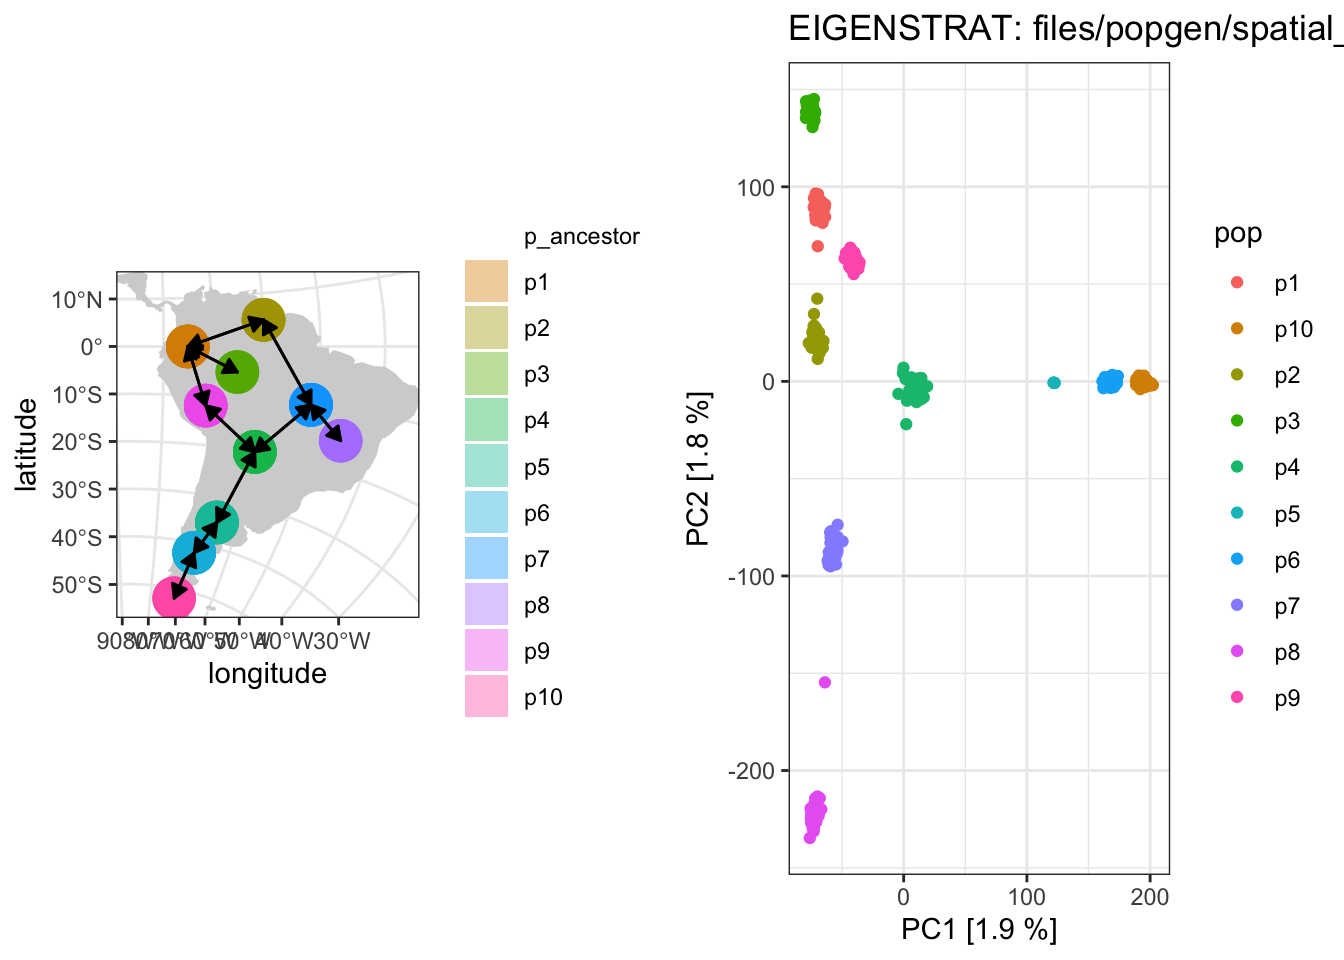 EIGENSTRAT: files/popgen/spatial_
10°N
0°
10°S
20°S
30°S
40°S
50°S
latitude
30°W
longitude
p_ancestor
p1
p2
p3
p4
p5
p6
p7
p8
p9
p10
100
0
-100
-200
PC2 [1.8 %]
0
100
200
PC1 [1.9 %]
pop
p1
p10
p2
p3
p4
p5
p6
p7
p8
p9